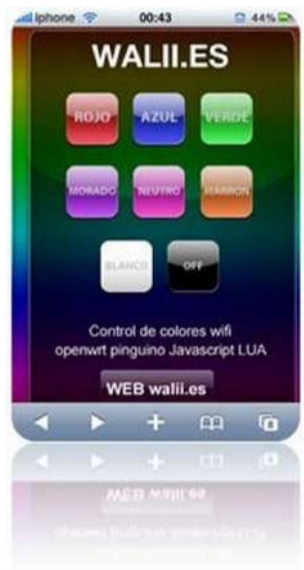 iphone 00:43 44%
WALII.ES
ROJO AZUL VERDE
MORADO NEUTRO MARRON
BLANCO OFF
Control de colores wifi
openwrt pinguino Javascript LUA
WEB walii.es